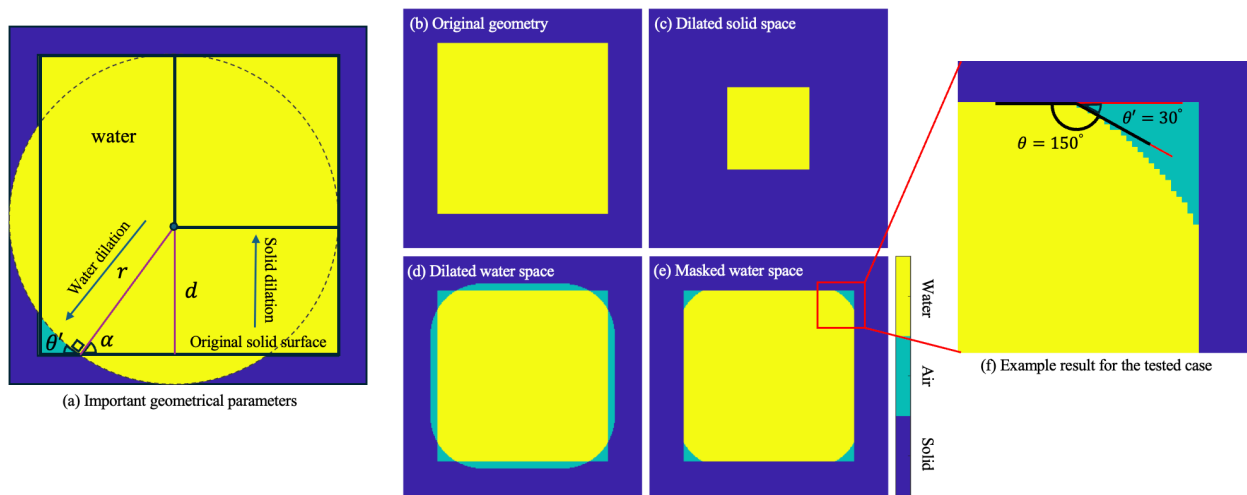 water
Water dilation
r
d
Solid dilation
θ′
α
Original solid surface
(a) Important geometrical parameters
(b) Original geometry
(c) Dilated solid space
(d) Dilated water space
(e) Masked water space
Water
Air
Solid
θ′ = 30°
θ = 150°
(f) Example result for the tested case